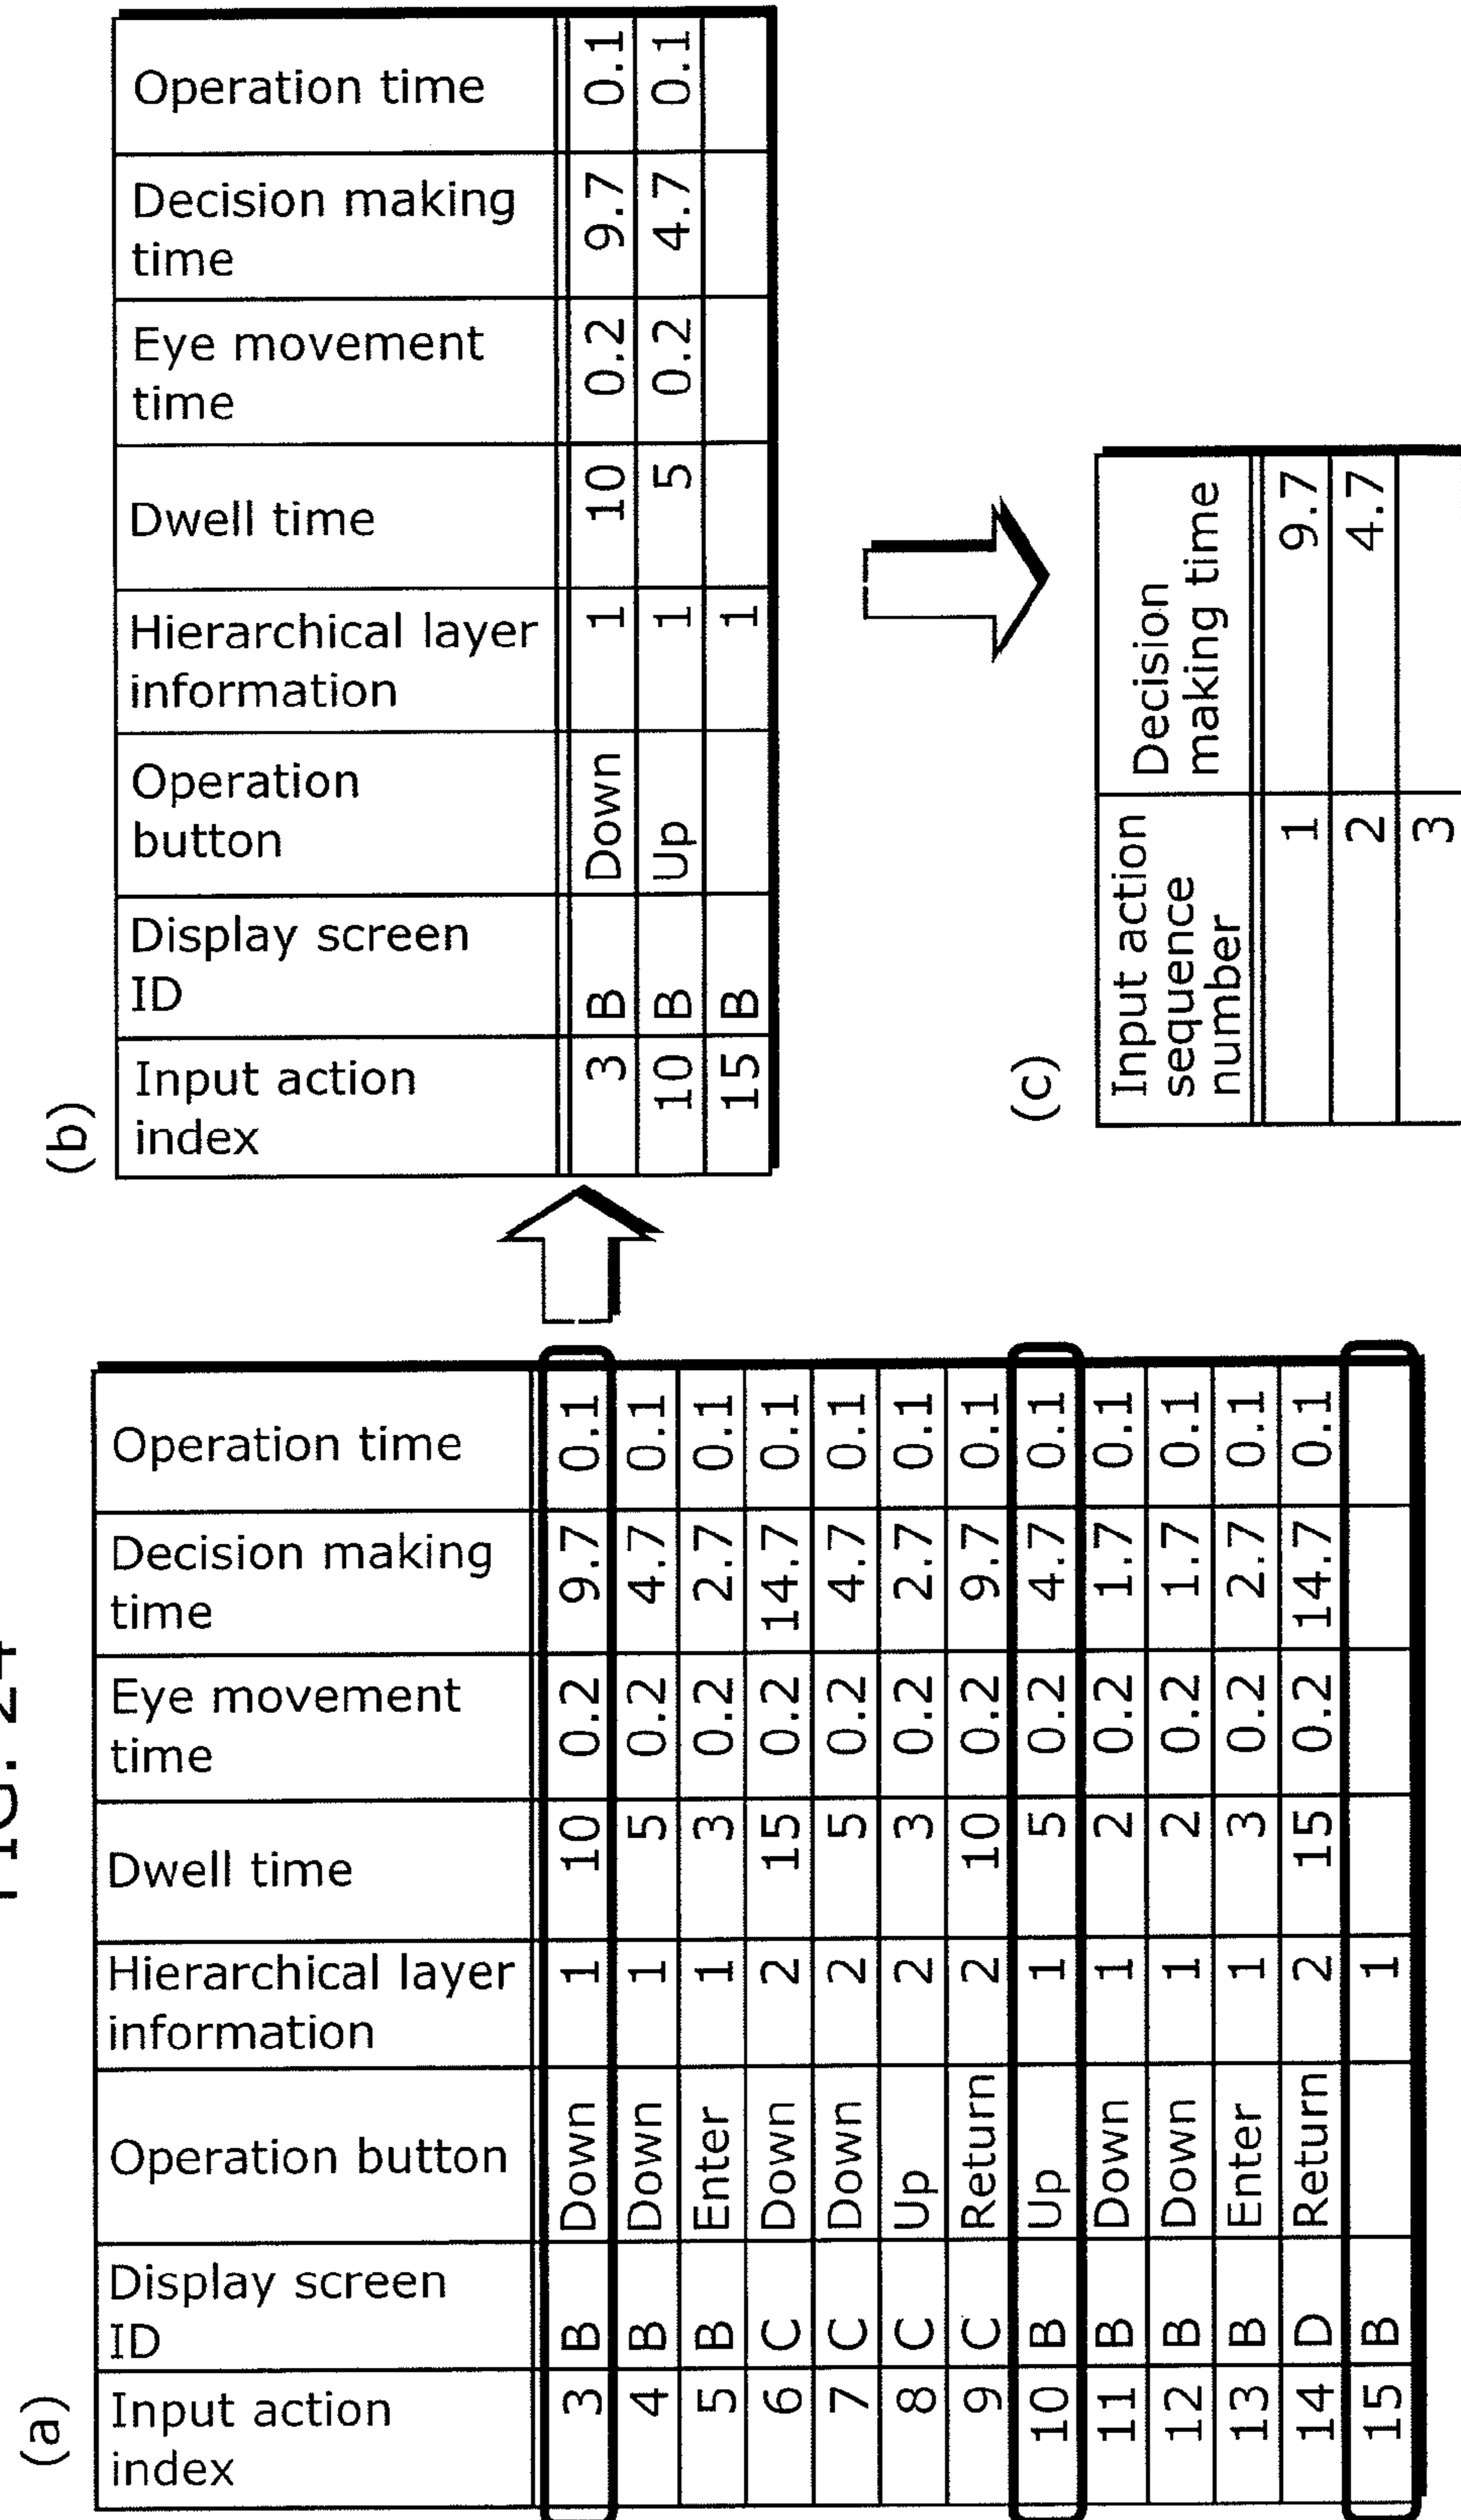 FIG. 24
(a)
Input action
index
Display screen
ID
Operation button
Hierarchical layer
information
Dwell time
Eye movement
time
Decision making
time
Operation time
3 B Down 1 10 0.2 9.7 0.1
4 B Down 1 5 0.2 4.7 0.1
5 B Enter 1 3 0.2 2.7 0.1
6 C Down 2 15 0.2 14.7 0.1
7 C Down 2 5 0.2 4.7 0.1
8 C Up 2 3 0.2 2.7 0.1
9 C Return 2 10 0.2 9.7 0.1
10 B Up 1 5 0.2 4.7 0.1
11 B Down 1 2 0.2 1.7 0.1
12 B Down 1 2 0.2 1.7 0.1
13 B Enter 1 3 0.2 2.7 0.1
14 D Return 2 15 0.2 14.7 0.1
15 B 1
(b)
Input action
index
Display screen
ID
Operation
button
Hierarchical layer
information
Dwell time
Eye movement
time
Decision making
time
Operation time
3 B Down 1 10 0.2 9.7 0.1
10 B Up 1 5 0.2 4.7 0.1
15 B 1
(c)
Input action
sequence
number
Decision
making time
1 9.7
2 4.7
3